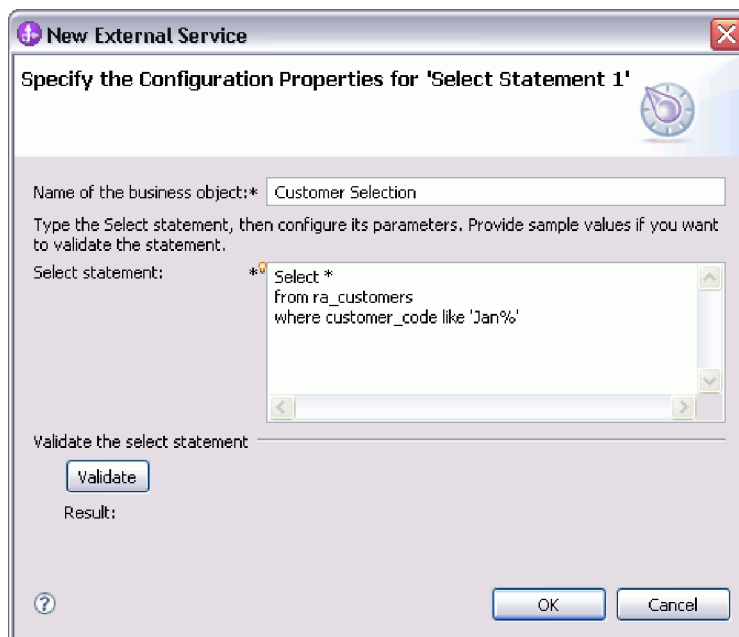 New External Service
Specify the Configuration Properties for 'Select Statement 1'
Name of the business object:* Customer Selection
Type the Select statement, then configure its parameters. Provide sample values if you want
to validate the statement.
Select statement: * Select *
from ra_customers
where customer_code like 'Jan%'
Validate the select statement
Validate
Result:
? OK Cancel